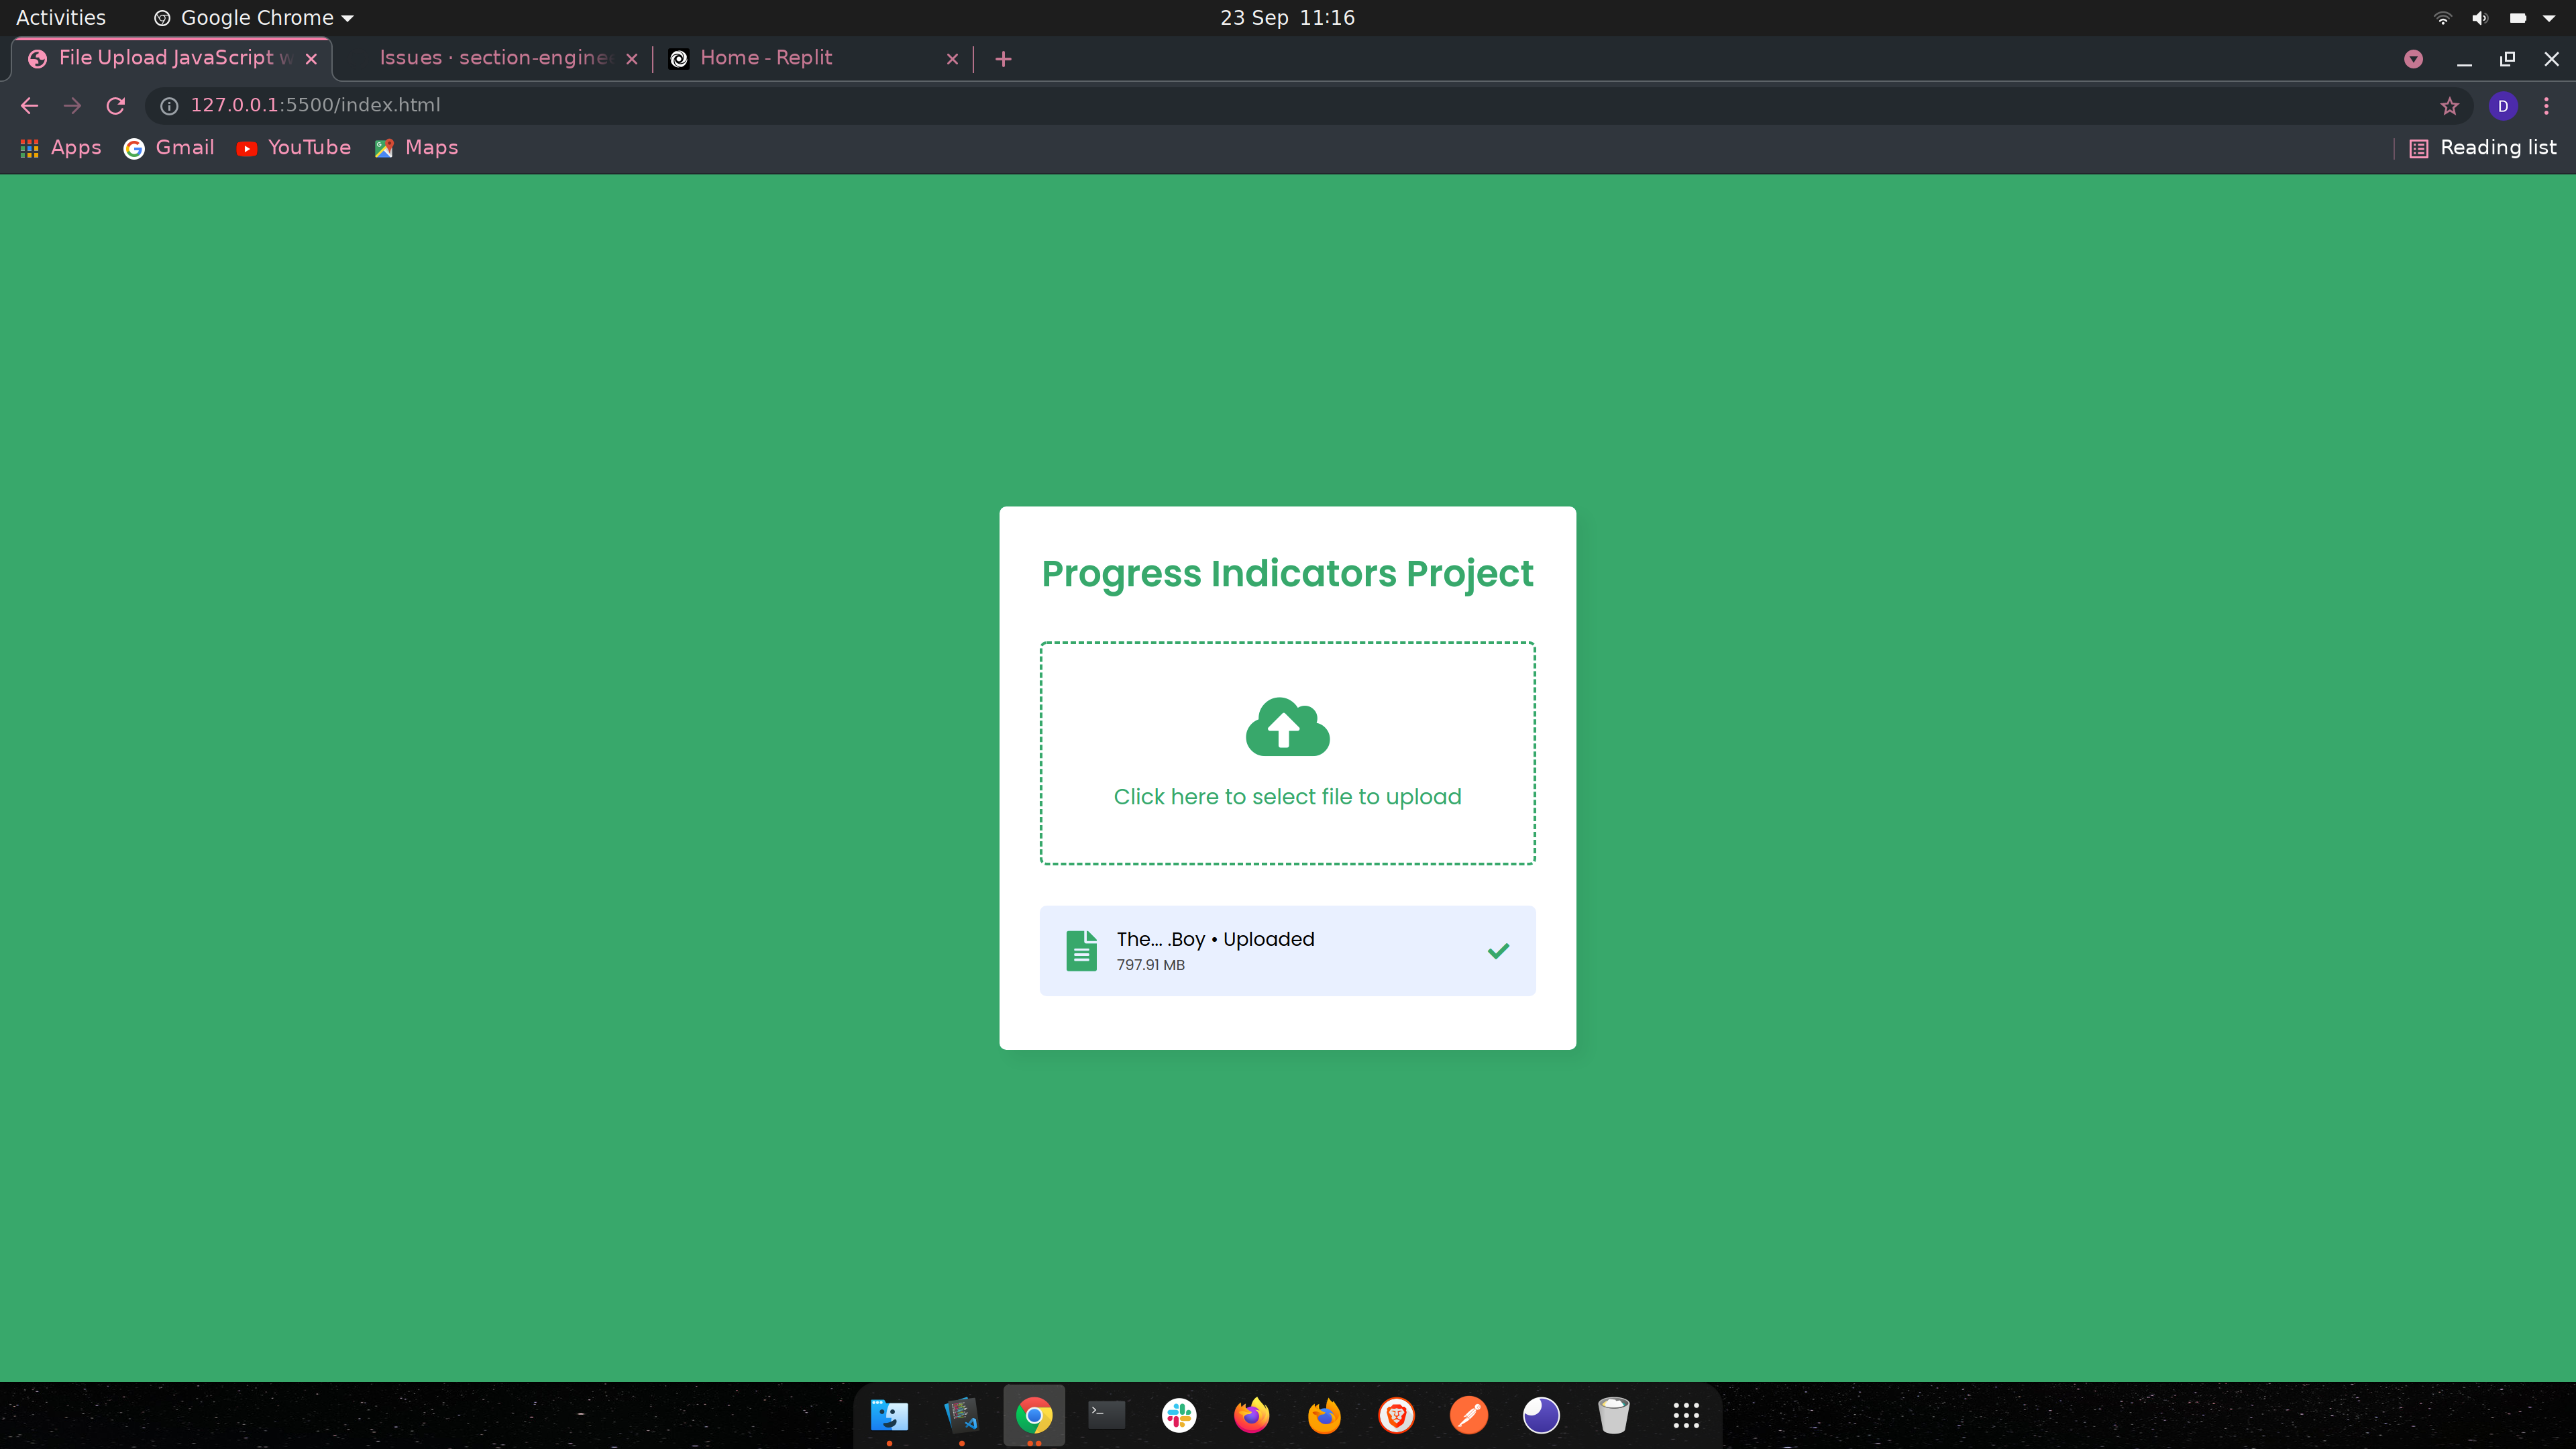 Activities Google Chrome 23 Sep 11:16
File Upload JavaScript Issues · section-engine Home - Replit
127.0.0.1:5500/index.html D
Apps Gmail YouTube Maps Reading list
Progress Indicators Project
Click here to select file to upload
The... .Boy • Uploaded
797.91 MB